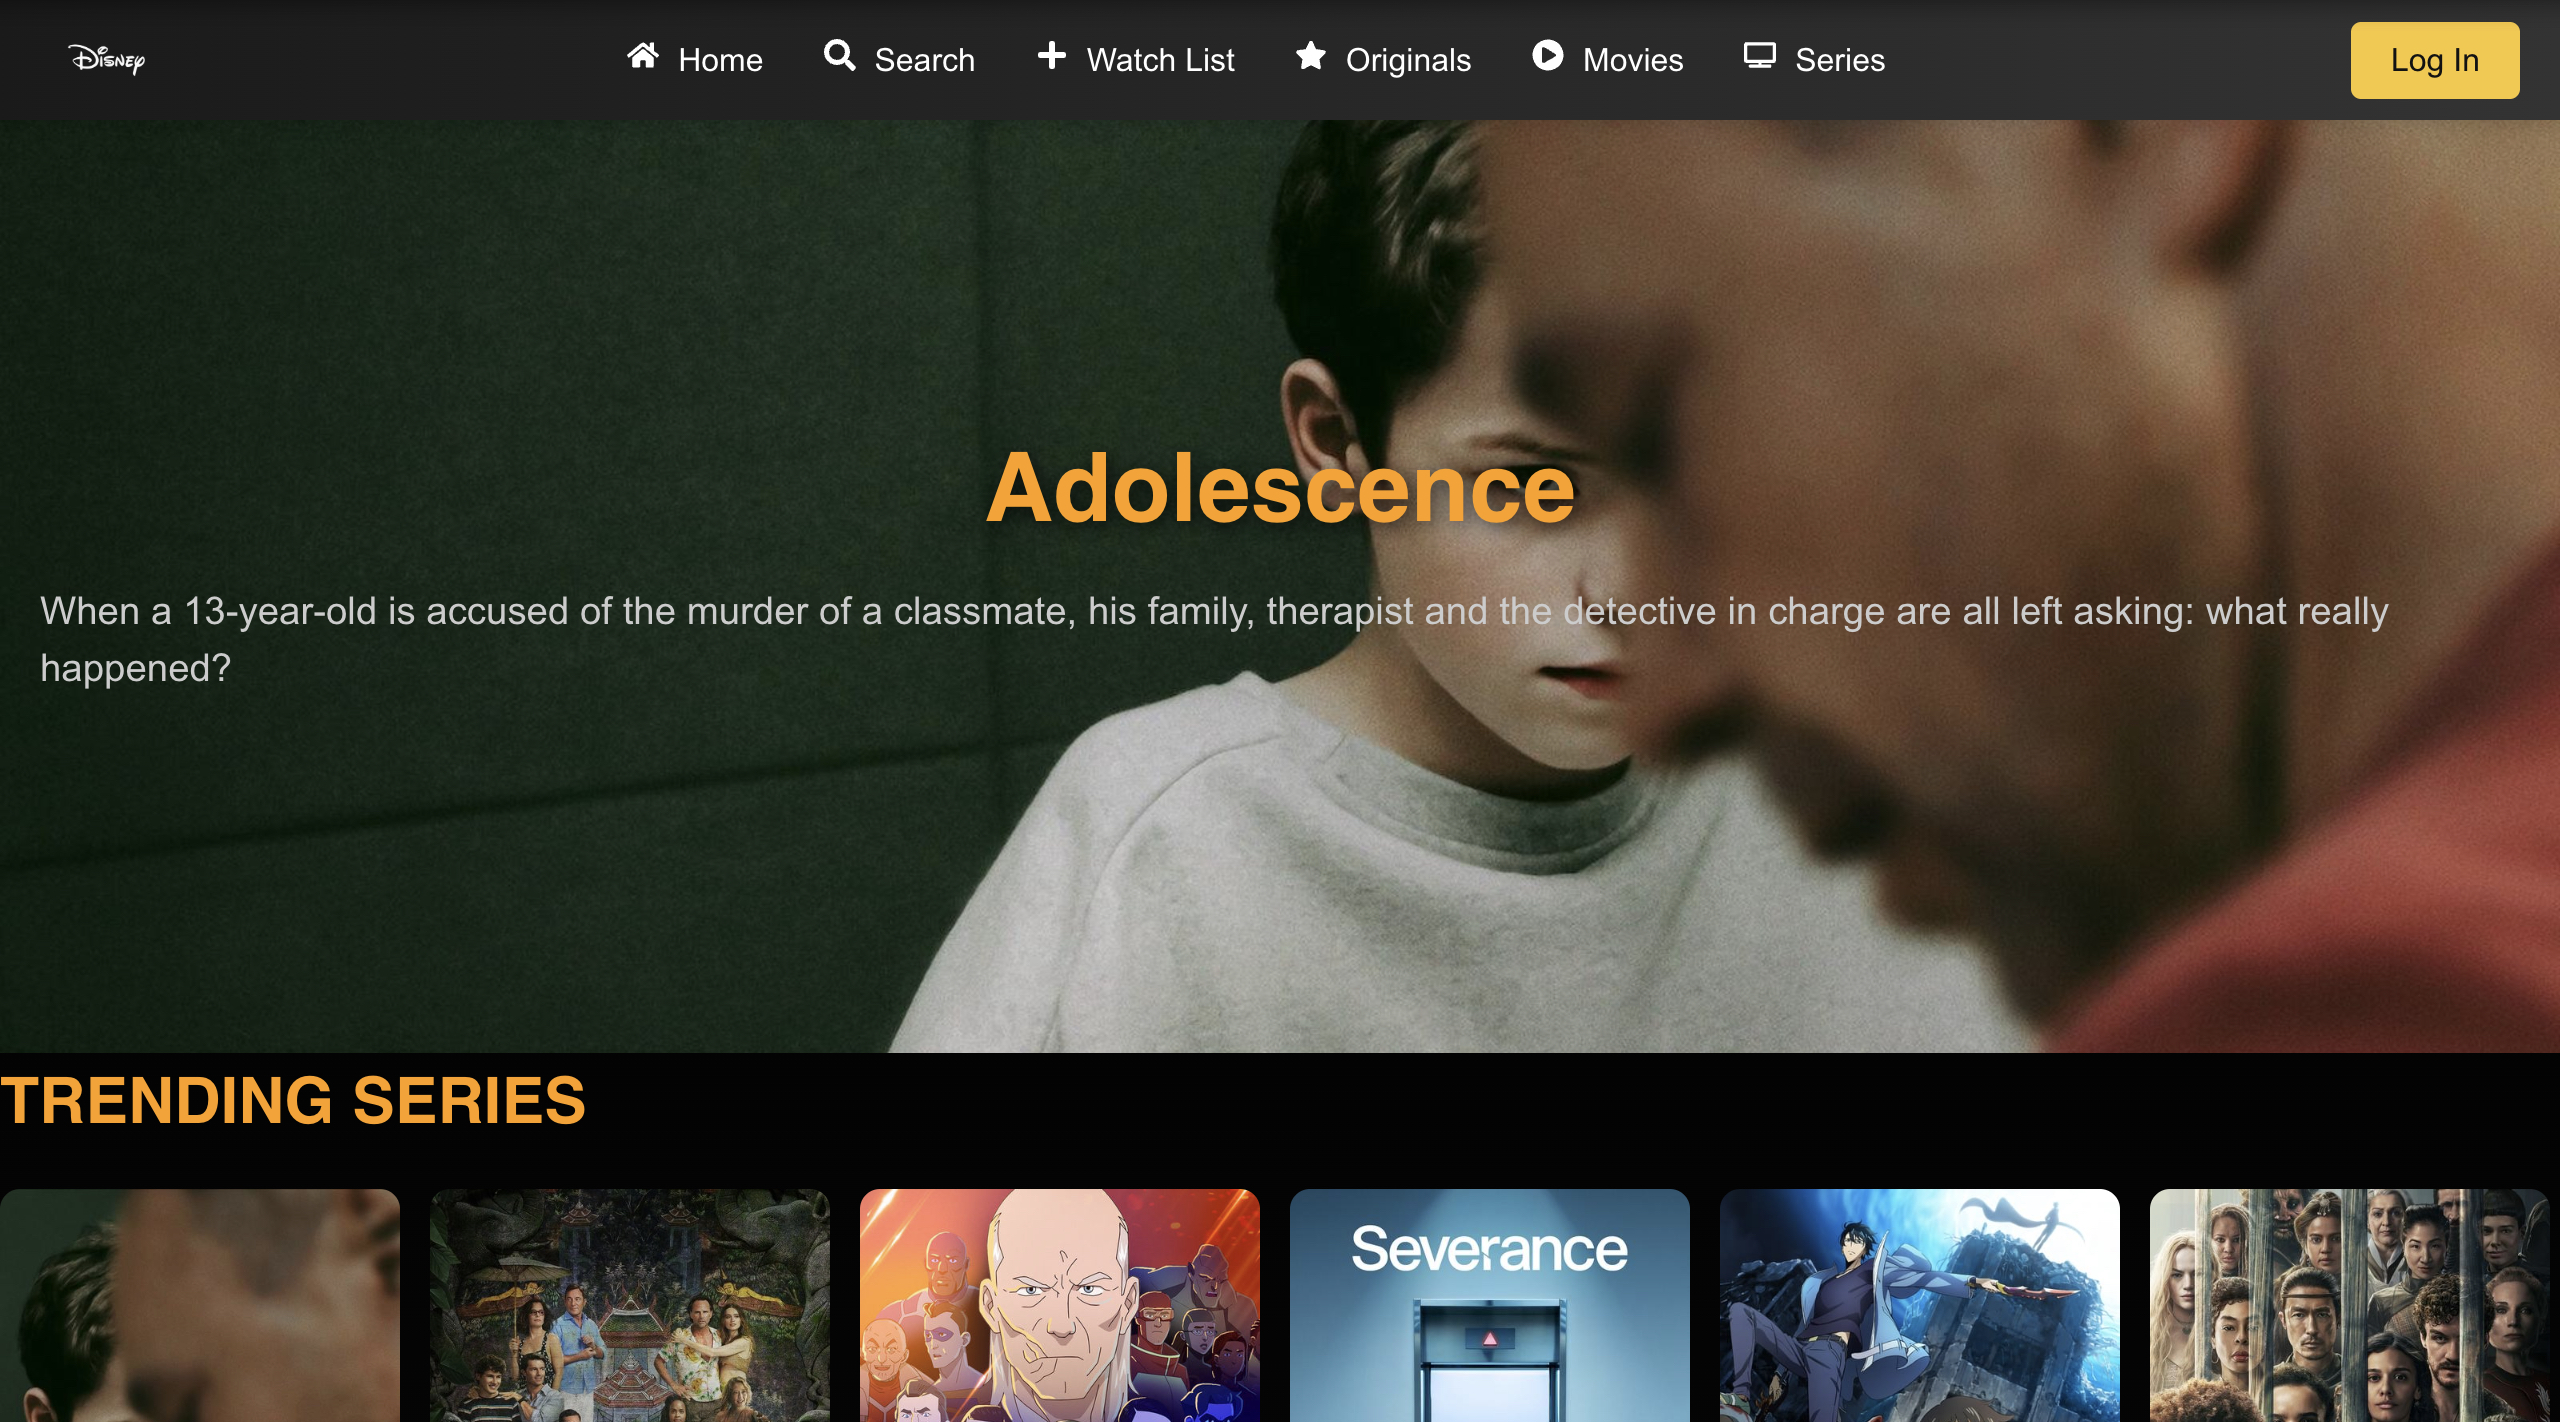 Disney
Home
Search
Watch List
Originals
Movies
Series
Log In
Adolescence
When a 13-year-old is accused of the murder of a classmate, his family, therapist and the detective in charge are all left asking: what really
happened?
TRENDING SERIES
Severance